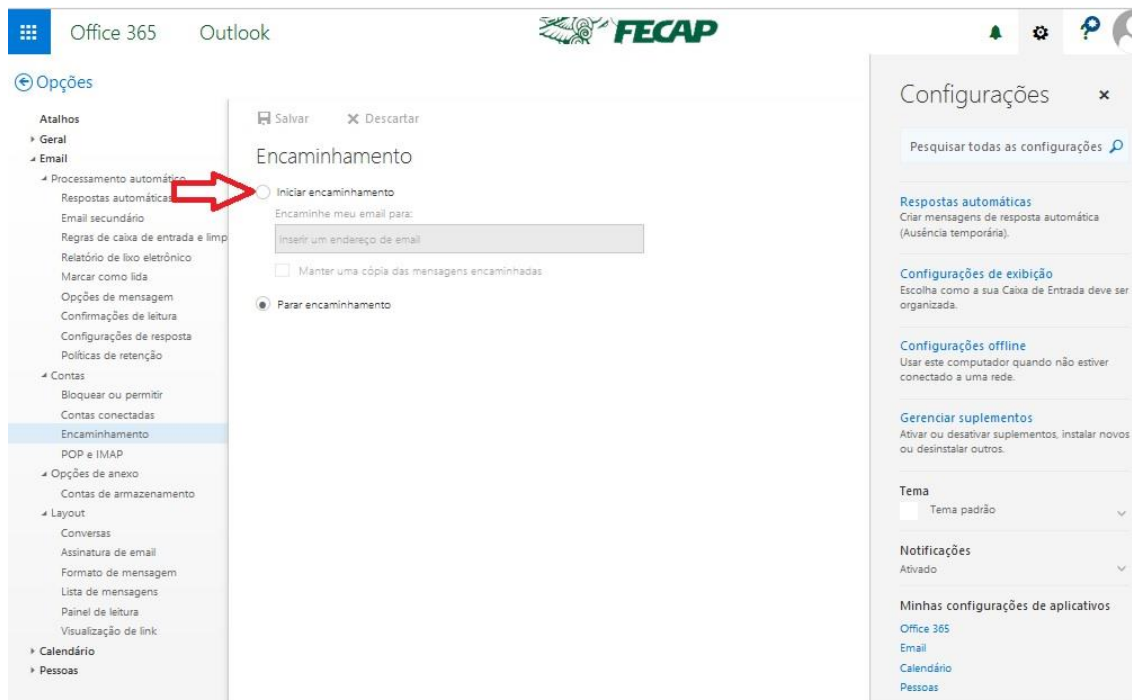 Office 365
Outlook
FECAP
Opções
Atalhos
Geral
Email
Processamento automático
Respostas automáticas
Email secundário
Regras de caixa de entrada e limp
Relatório de lixo eletrônico
Marcar como lida
Opções de mensagem
Confirmações de leitura
Configurações de resposta
Políticas de retenção
Contas
Bloquear ou permitir
Contas conectadas
Encaminhamento
POP e IMAP
Opções de anexo
Contas de armazenamento
Layout
Conversas
Assinatura de email
Formato de mensagem
Lista de mensagens
Painel de leitura
Visualização de link
Calendário
Pessoas
Salvar
Descartar
Encaminhamento
Iniciar encaminhamento
Encaminhe meu email para:
Inserir um endereço de email
Manter uma cópia das mensagens encaminhadas
Parar encaminhamento
Configurações
Pesquisar todas as configurações
Respostas automáticas
Criar mensagens de resposta automática
(Ausência temporária).
Configurações de exibição
Escolha como a sua Caixa de Entrada deve ser
organizada.
Configurações offline
Usar este computador quando não estiver
conectado a uma rede.
Gerenciar suplementos
Ativar ou desativar suplementos, instalar novos
ou desinstalar outros.
Tema
Tema padrão
Notificações
Ativado
Minhas configurações de aplicativos
Office 365
Email
Calendário
Pessoas